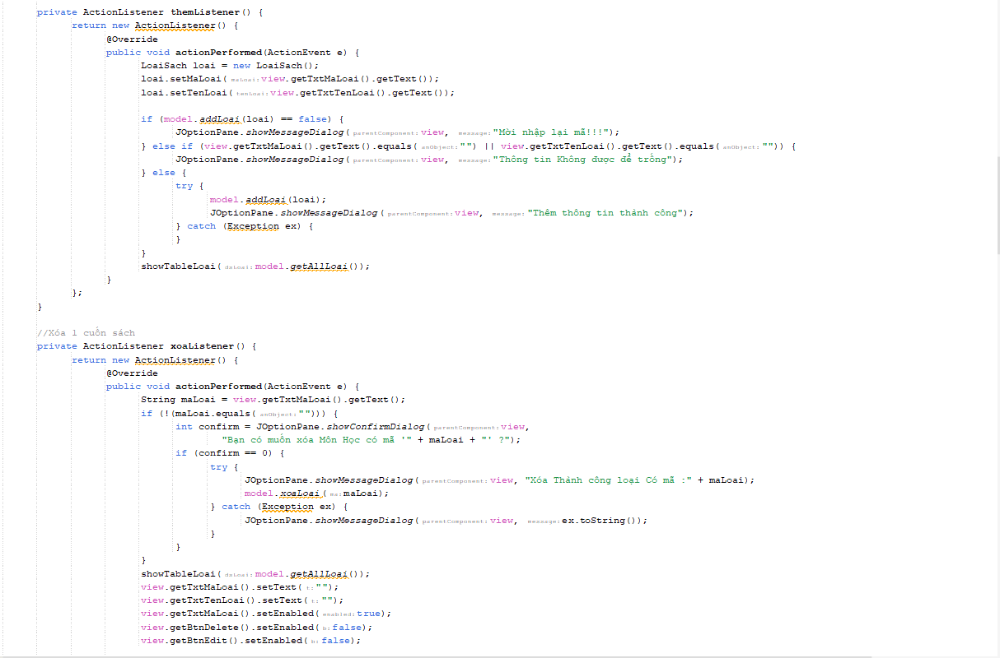 private ActionListener themListener() {
return new ActionListener() {
@Override
public void actionPerformed(ActionEvent e) {
LoaiSach loai = new LoaiSach();
loai.setMaLoai( maLoai: view.getTxtMaLoai().getText());
loai.setTenLoai( tenLoai: view.getTxtTenLoai().getText());
if (model.addLoai(loai) == false) {
JOptionPane.showMessageDialog( parentComponent: view, message: "Mời nhập lại mã!!!");
} else if (view.getTxtMaLoai().getText().equals( anObject: "") || view.getTxtTenLoai().getText().equals( anObject: "")) {
JOptionPane.showMessageDialog( parentComponent: view, message: "Thông tin Không được để trống");
} else {
try {
model.addLoai(loai);
JOptionPane.showMessageDialog( parentComponent: view, message: "Thêm thông tin thành công");
} catch (Exception ex) {
}
}
showTableLoai( dsLoai: model.getAllLoai());
}
};
}
//Xóa 1 cuốn sách
private ActionListener xoaListener() {
return new ActionListener() {
@Override
public void actionPerformed(ActionEvent e) {
String maLoai = view.getTxtMaLoai().getText();
if (!(maLoai.equals( anObject: ""))) {
int confirm = JOptionPane.showConfirmDialog( parentComponent: view,
"Bạn có muốn xóa Môn Học có mã '" + maLoai + "' ?");
if (confirm == 0) {
try {
JOptionPane.showMessageDialog( parentComponent: view, "Xóa Thành công loại Có mã :" + maLoai);
model.xoaLoai( ma: maLoai);
} catch (Exception ex) {
JOptionPane.showMessageDialog( parentComponent: view, message: ex.toString());
}
}
}
showTableLoai( dsLoai: model.getAllLoai());
view.getTxtMaLoai().setText( t: "");
view.getTxtTenLoai().setText( t: "");
view.getTxtMaLoai().setEnabled( enabled: true);
view.getBtnDelete().setEnabled( b: false);
view.getBtnEdit().setEnabled( b: false);